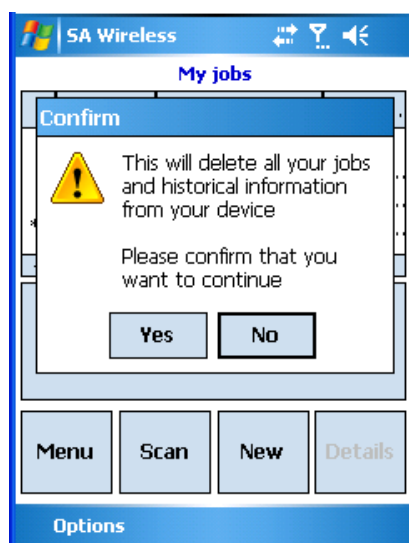 SA Wireless
My jobs
Confirm
This will delete all your jobs
and historical information
from your device
Please confirm that you
want to continue
Yes No
Menu Scan New Details
Options